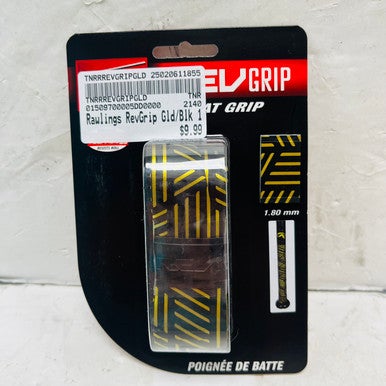 TNRRREVGRIPGLD 25020611855
TNRRREVGRIPGLD TNR
01509700005DD0000 2140
Rawlings RevGrip Gld/Blk 1
$9.99
EVGRIP
AT GRIP
1.80 mm
POIGNÉE DE BATTE